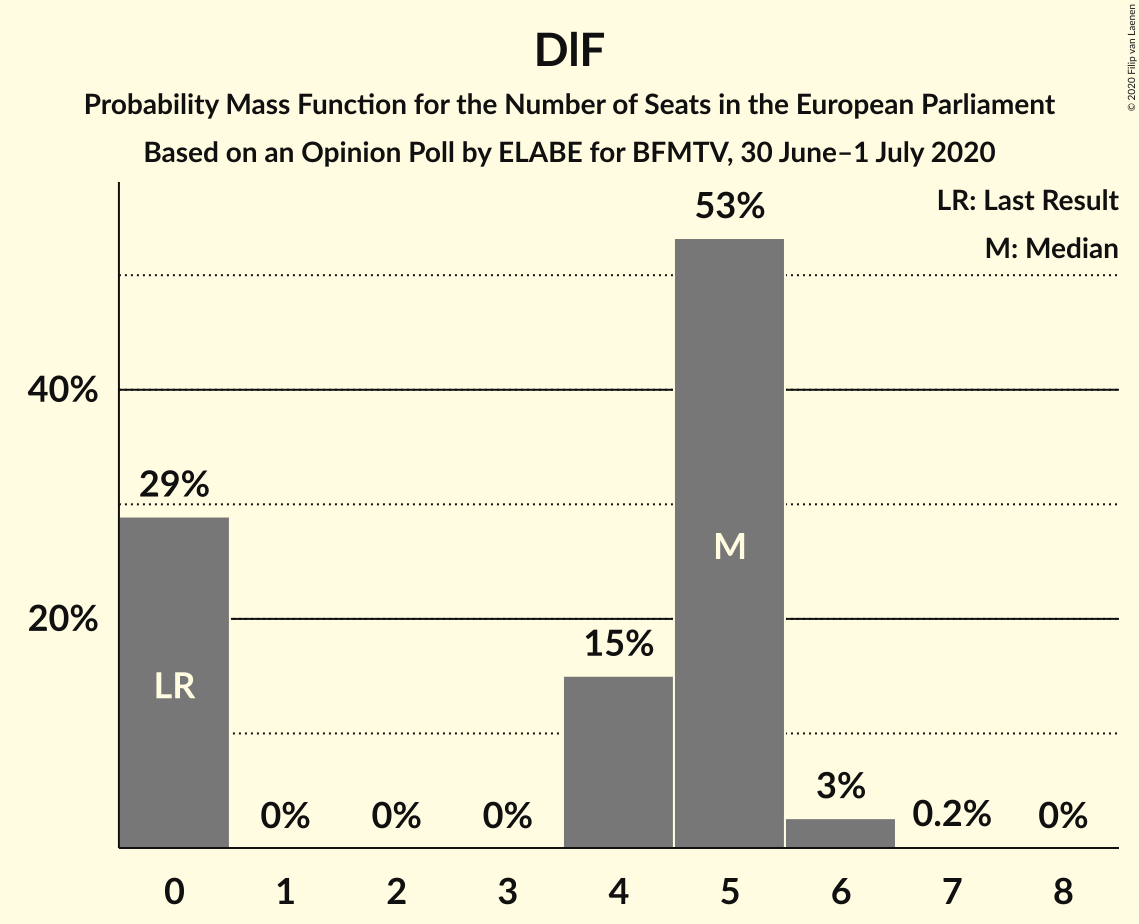 DlF
Probability Mass Function for the Number of Seats in the European Parliament
Based on an Opinion Poll by ELABE for BFMTV, 30 June–1 July 2020
© 2020 Filip van Laenen
LR: Last Result
M: Median
53%
40%
29%
M
20%
15%
LR
3%
0%
0%
0%
0.2%
0%
0
1
2
3
4
5
6
7
8